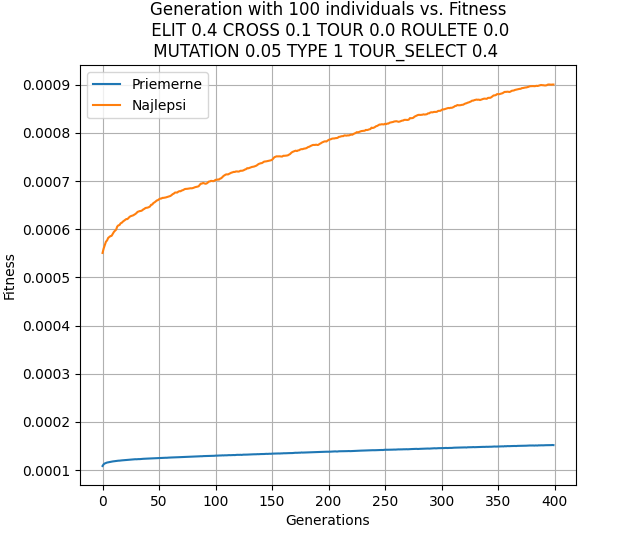 Generation with 100 individuals vs. Fitness
ELIT 0.4 CROSS 0.1 TOUR 0.0 ROULETE 0.0
MUTATION 0.05 TYPE 1 TOUR_SELECT 0.4
Priemerne
Najlepsi
0.0009
0.0008
0.0007
0.0006
0.0005
0.0004
0.0003
0.0002
0.0001
Fitness
0 50 100 150 200 250 300 350 400
Generations